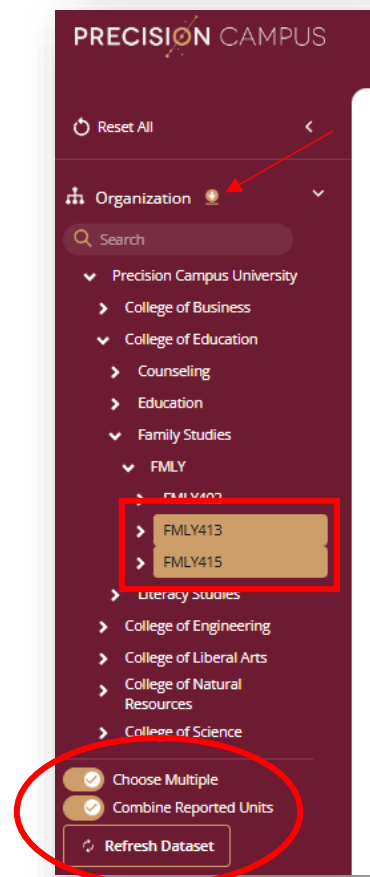 PRECISION CAMPUS
Reset All
Organization
Search
Precision Campus University
College of Business
College of Education
Counseling
Education
Family Studies
FMLY
FMLY413
FMLY415
Literacy Studies
College of Engineering
College of Liberal Arts
College of Natural
Resources
College of Science
Choose Multiple
Combine Reported Units
Refresh Dataset